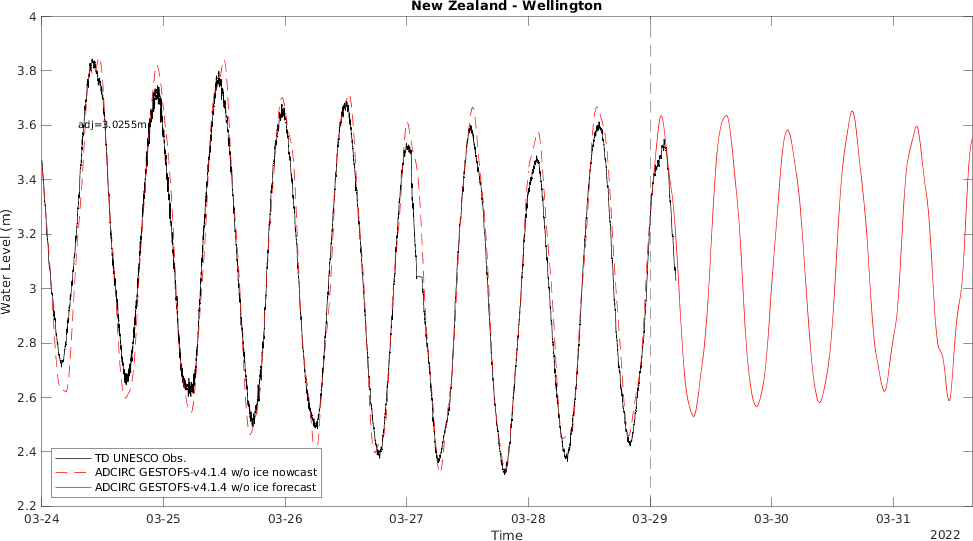 New Zealand - Wellington
4
3.8
3.6
3.4
3.2
3
2.8
2.6
2.4
2.2
Water Level (m)
adj=3.0255m
TD UNESCO Obs.
ADCIRC GESTOFS-v4.1.4 w/o ice nowcast
ADCIRC GESTOFS-v4.1.4 w/o ice forecast
03-24 03-25 03-26 03-27 03-28 03-29 03-30 03-31
Time
2022